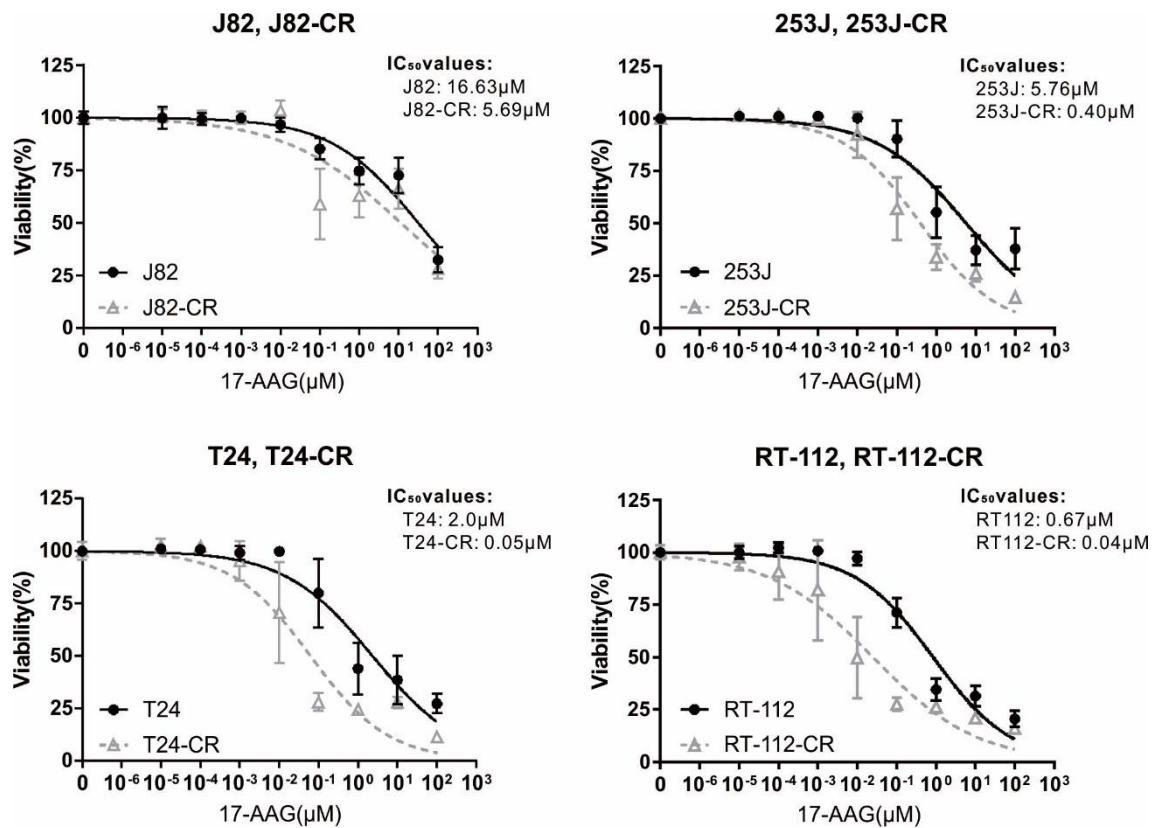 J82, J82-CR
IC₅₀values:
J82: 16.63µM
J82-CR: 5.69µM
125
100
75
50
25
0
Viability(%)
J82
J82-CR
0 10⁻⁶ 10⁻⁵ 10⁻⁴ 10⁻³ 10⁻² 10⁻¹ 10⁰ 10¹ 10² 10³
17-AAG(µM)
253J, 253J-CR
IC₅₀values:
253J: 5.76µM
253J-CR: 0.40µM
125
100
75
50
25
0
Viability(%)
253J
253J-CR
0 10⁻⁶ 10⁻⁵ 10⁻⁴ 10⁻³ 10⁻² 10⁻¹ 10⁰ 10¹ 10² 10³
17-AAG(µM)
T24, T24-CR
IC₅₀values:
T24: 2.0µM
T24-CR: 0.05µM
125
100
75
50
25
0
Viability(%)
T24
T24-CR
0 10⁻⁶ 10⁻⁵ 10⁻⁴ 10⁻³ 10⁻² 10⁻¹ 10⁰ 10¹ 10² 10³
17-AAG(µM)
RT-112, RT-112-CR
IC₅₀values:
RT112: 0.67µM
RT112-CR: 0.04µM
125
100
75
50
25
0
Viability(%)
RT-112
RT-112-CR
0 10⁻⁶ 10⁻⁵ 10⁻⁴ 10⁻³ 10⁻² 10⁻¹ 10⁰ 10¹ 10² 10³
17-AAG(µM)